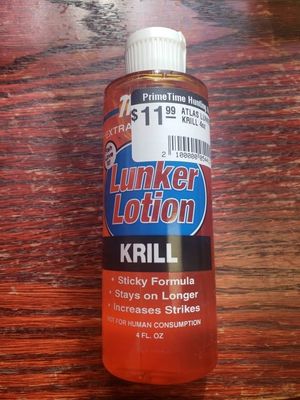 PrimeTime Hunting
$11.99
ATLAS
KRILL 4oz
EXTRA
Lunker
Lotion
KRILL
• Sticky Formula
• Stays on Longer
• Increases Strikes
NOT FOR HUMAN CONSUMPTION
4 FL. OZ